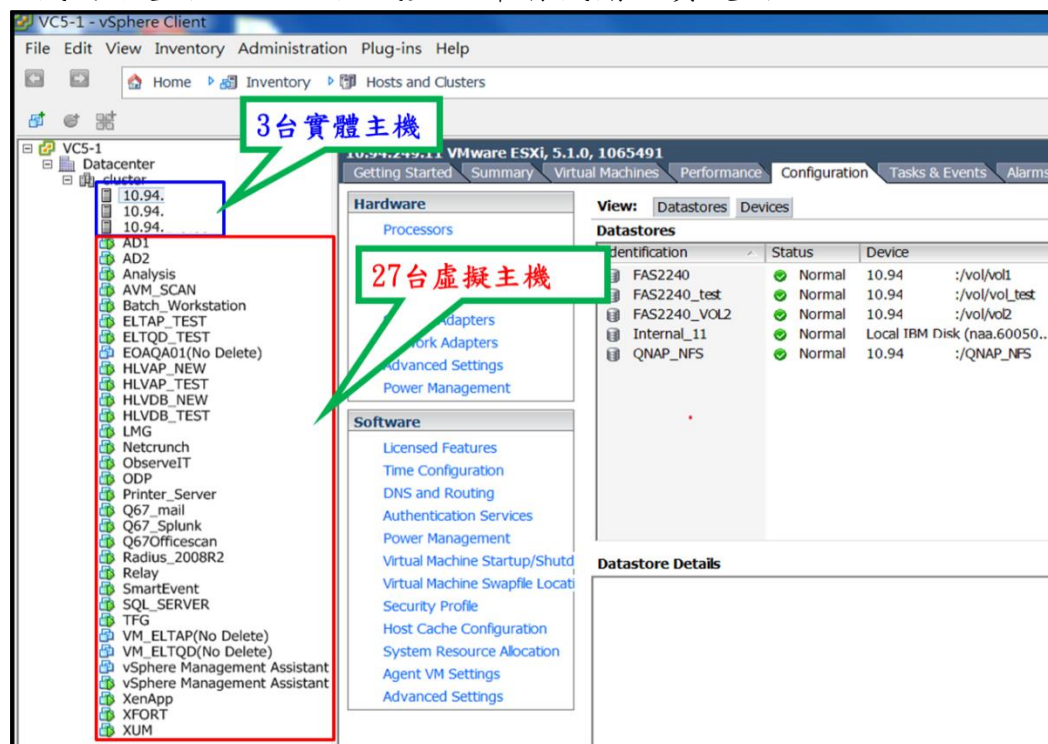 VC5-1 - vSphere Client
File Edit View Inventory Administration Plug-ins Help
Home Inventory Hosts and Clusters
3台實體主機
VC5-1
Datacenter
cluster
10.94.
10.94.
10.94.
AD1
AD2
Analysis
AVM_SCAN
Batch_Workstation
ELTAP_TEST
ELTQD_TEST
EOAQA01(No Delete)
HLVAP_NEW
HLVAP_TEST
HLVDB_NEW
HLVDB_TEST
LMG
Netcrunch
ObserveIT
ODP
Printer_Server
Q67_mail
Q67_Splunk
Q67Officescan
Radius_2008R2
Relay
SmartEvent
SQL_SERVER
TFG
VM_ELTAP(No Delete)
VM_ELTQD(No Delete)
vSphere Management Assistant
vSphere Management Assistant
XenApp
XFORT
XUM
27台虛擬主機
10.94.249.11 VMware ESXi, 5.1.0, 1065491
Getting Started Summary Virtual Machines Performance Configuration Tasks & Events Alarms
Hardware
Processors
Adapters
Network Adapters
Advanced Settings
Power Management
Software
Licensed Features
Time Configuration
DNS and Routing
Authentication Services
Power Management
Virtual Machine Startup/Shutd
Virtual Machine Swapfile Locati
Security Profile
Host Cache Configuration
System Resource Allocation
Agent VM Settings
Advanced Settings
View: Datastores Devices
Datastores
Identification Status Device
FAS2240 Normal 10.94 :/vol/vol1
FAS2240_test Normal 10.94 :/vol/vol_test
FAS2240_VOL2 Normal 10.94 :/vol/vol2
Internal_11 Normal Local IBM Disk (naa.60050...
QNAP_NFS Normal 10.94 :/QNAP_NFS
Datastore Details